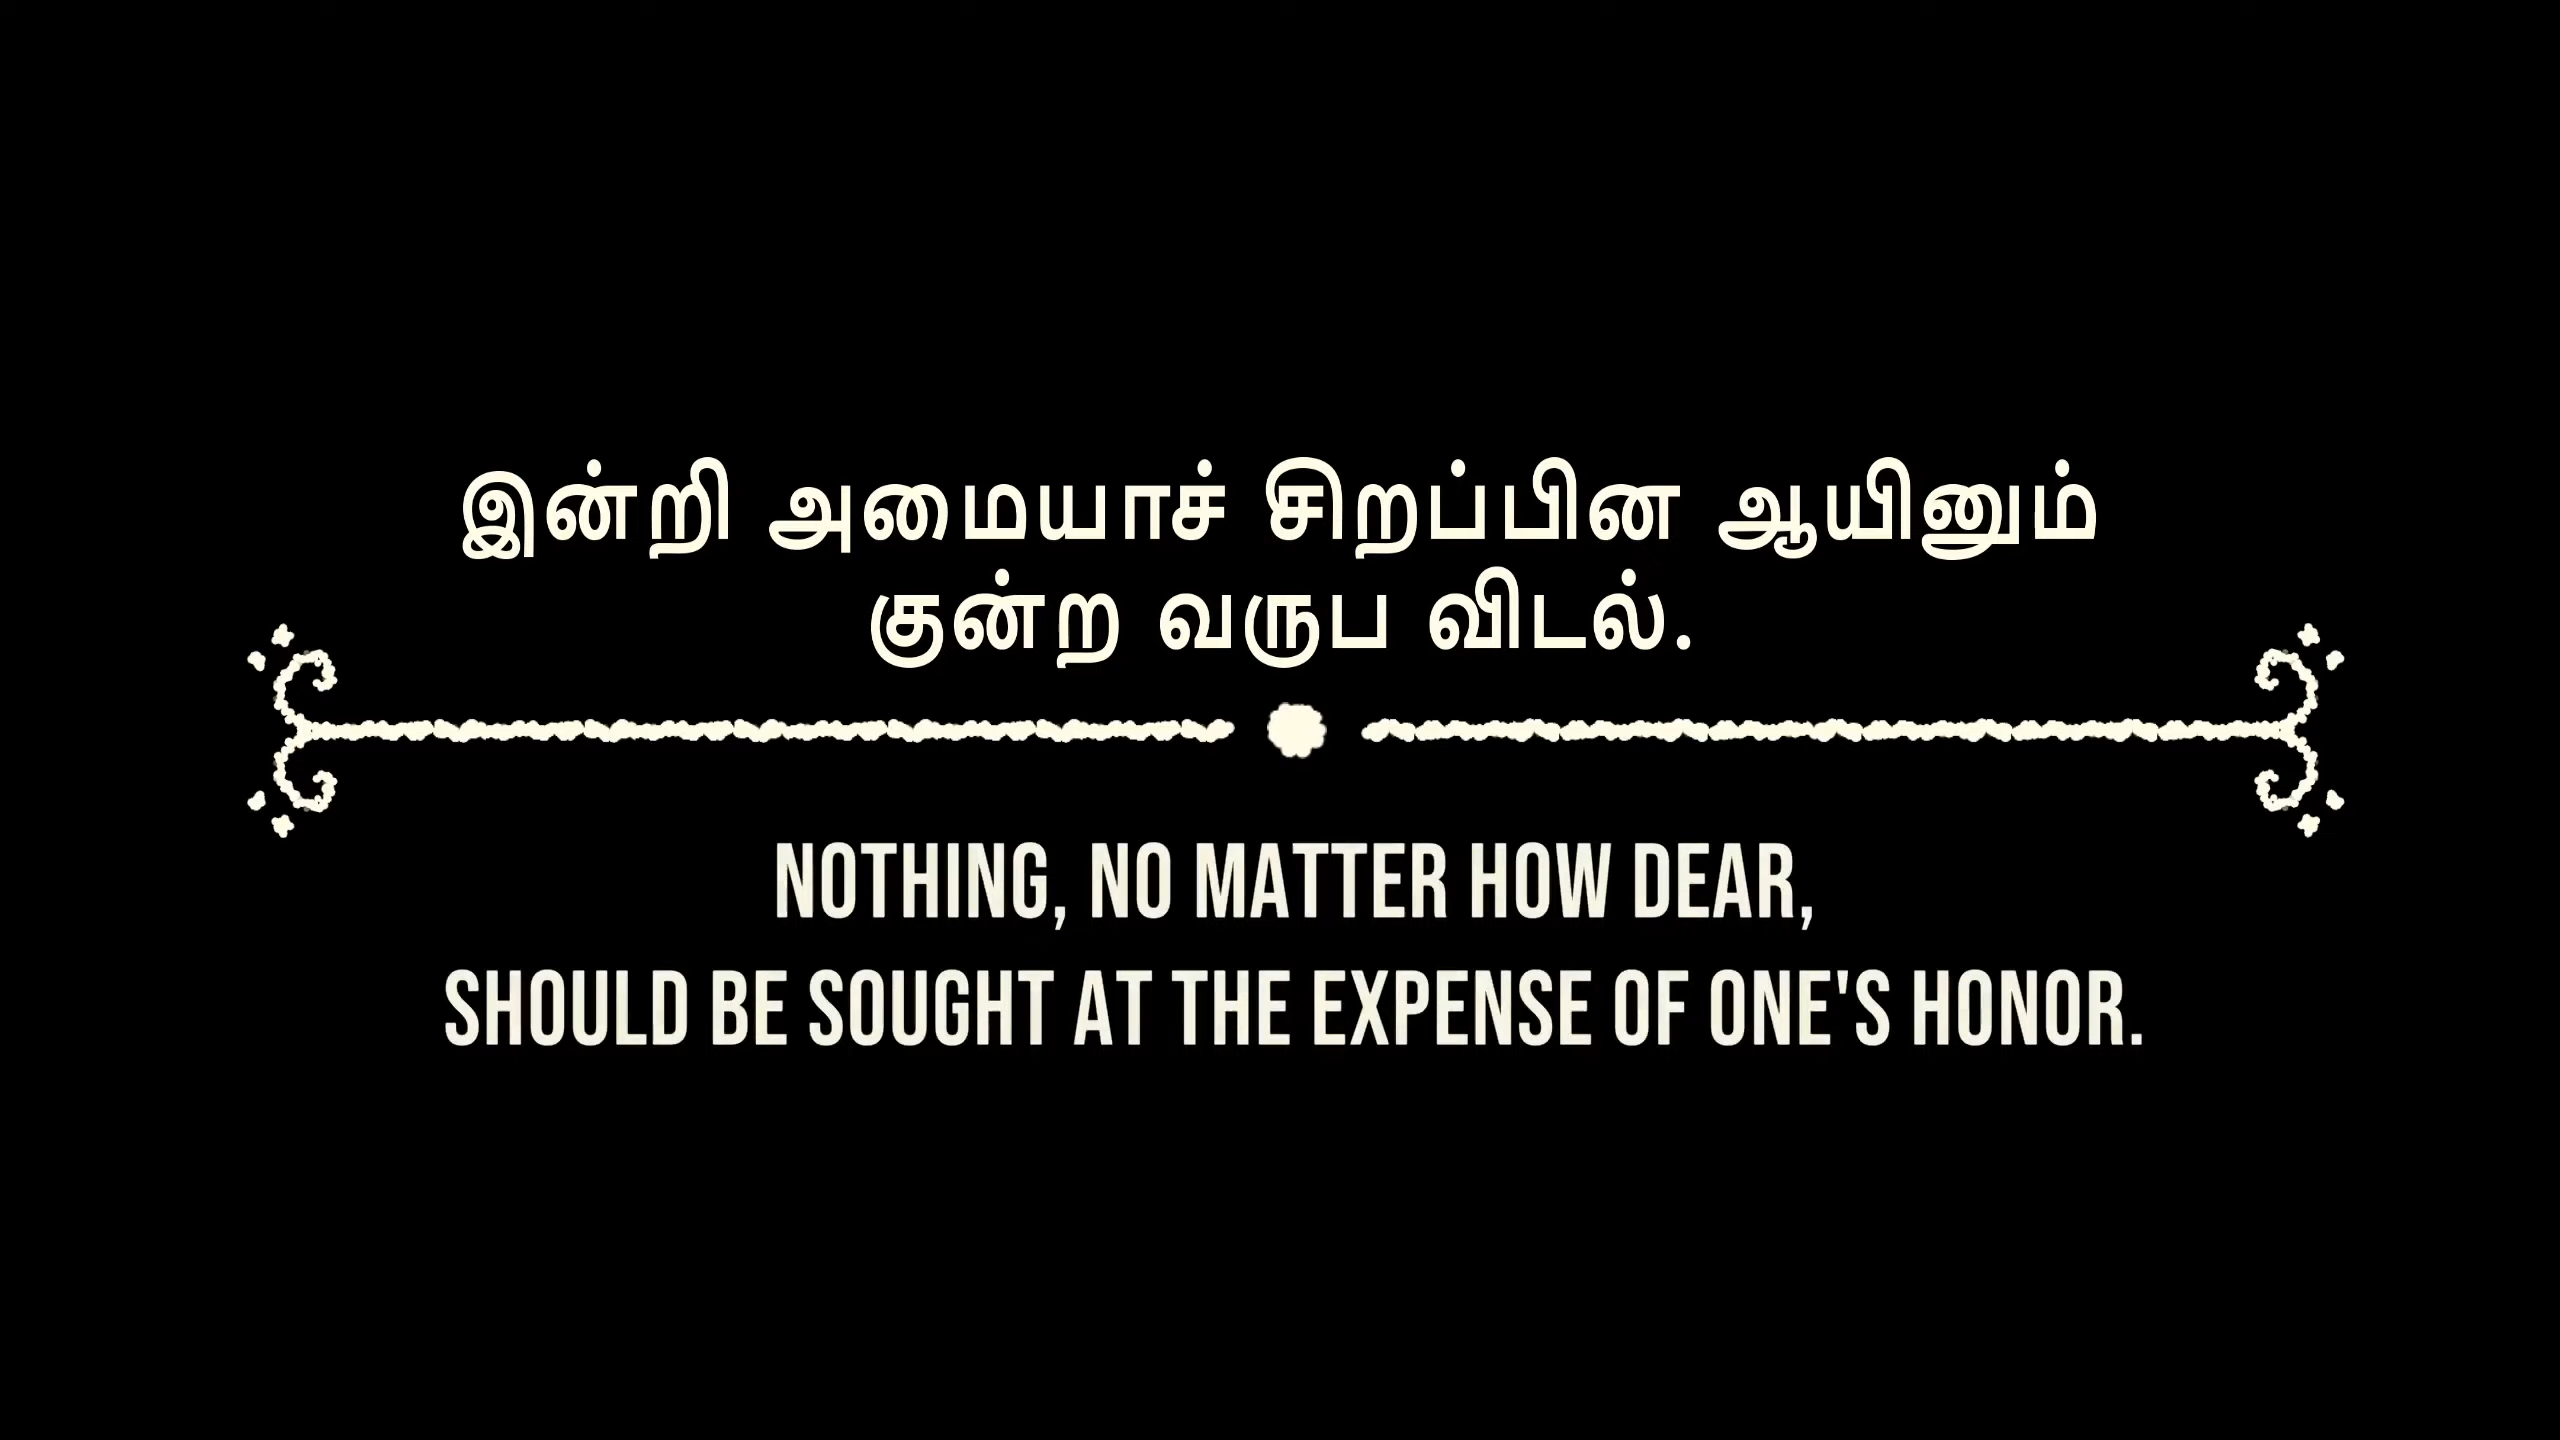 இன்றி அமையாச் சிறப்பின ஆயினும்
குன்ற வருப விடல்.
NOTHING, NO MATTER HOW DEAR,
SHOULD BE SOUGHT AT THE EXPENSE OF ONE'S HONOR.